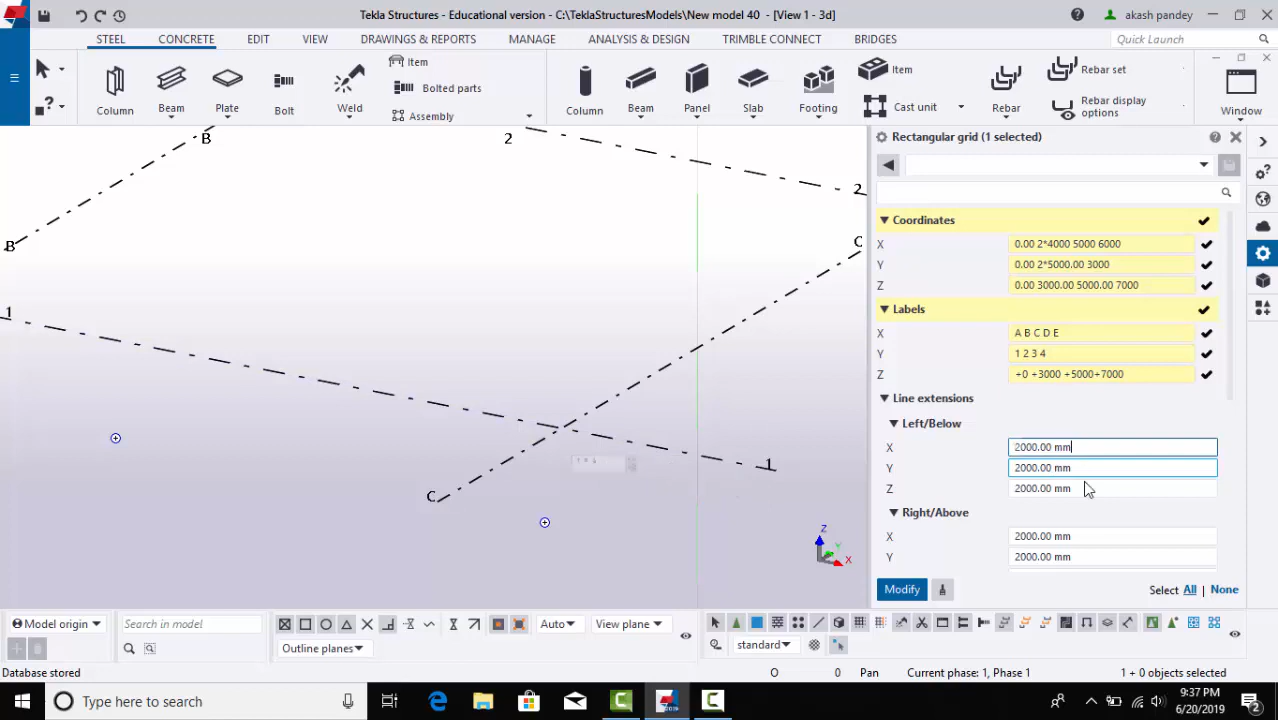 Tekla Structures - Educational version - C:\TeklaStructuresModels\New model 40 - [View 1 - 3d]
akash pandey
STEEL CONCRETE EDIT VIEW DRAWINGS & REPORTS MANAGE ANALYSIS & DESIGN TRIMBLE CONNECT BRIDGES
Quick Launch
Column
Beam
Plate
Bolt
Weld
Item
Bolted parts
Assembly
Column
Beam
Panel
Slab
Footing
Item
Cast unit
Rebar
Rebar set
Rebar display options
Window
B
2
2
B
C
1
C
1
Z
Y
X
Rectangular grid (1 selected)
Coordinates
X 0.00 2*4000 5000 6000
Y 0.00 2*5000.00 3000
Z 0.00 3000.00 5000.00 7000
Labels
X A B C D E
Y 1 2 3 4
Z +0 +3000 +5000+7000
Line extensions
Left/Below
X 2000.00 mm
Y 2000.00 mm
Z 2000.00 mm
Right/Above
X 2000.00 mm
Y 2000.00 mm
Modify Select All | None
Model origin Search in model Auto View plane
Outline planes standard
Database stored O 0 Pan Current phase: 1, Phase 1 1 + 0 objects selected
Type here to search
9:37 PM
6/20/2019
2